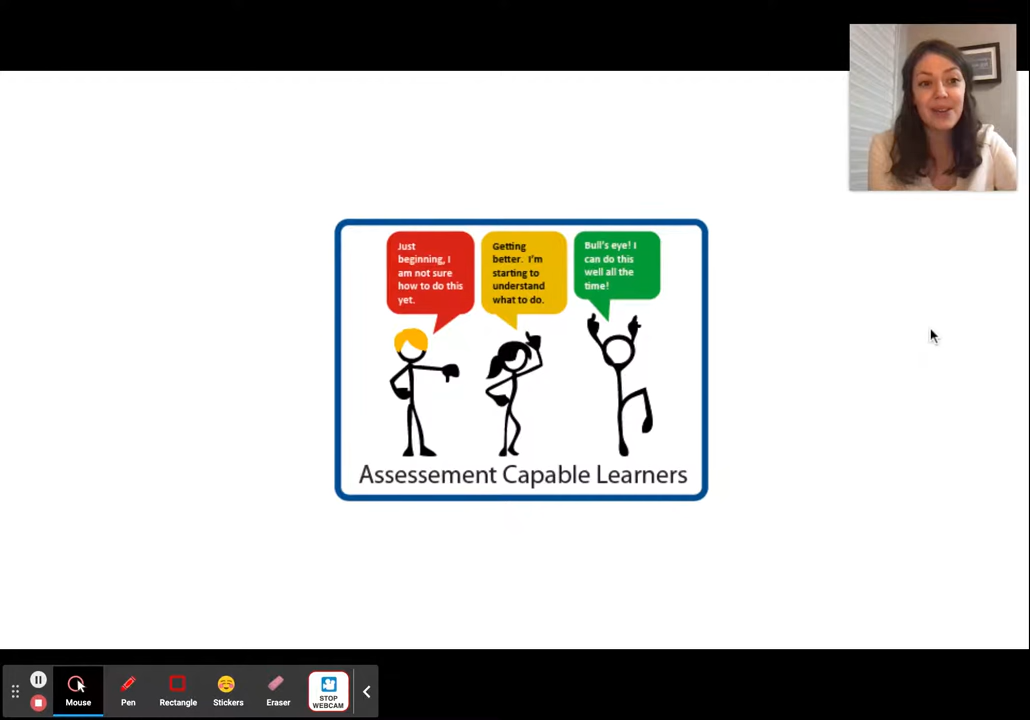 Just
beginning, I
am not sure
how to do this
yet.
Getting
better. I'm
starting to
understand
what to do.
Bull's eye! I
can do this
well all the
time!
Assessement Capable Learners
Mouse
Pen
Rectangle
Stickers
Eraser
STOP
WEBCAM